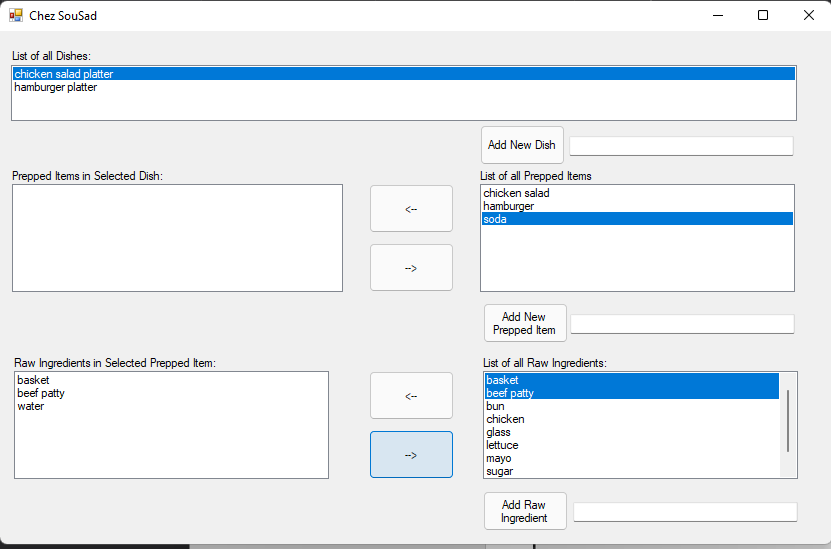 Chez SouSad
List of all Dishes:
chicken salad platter
hamburger platter
Add New Dish
Prepped Items in Selected Dish:
List of all Prepped Items
<--
chicken salad
hamburger
soda
-->
Add New
Prepped Item
Raw Ingredients in Selected Prepped Item:
List of all Raw Ingredients:
basket
beef patty
water
<--
-->
basket
beef patty
bun
chicken
glass
lettuce
mayo
sugar
Add Raw
Ingredient